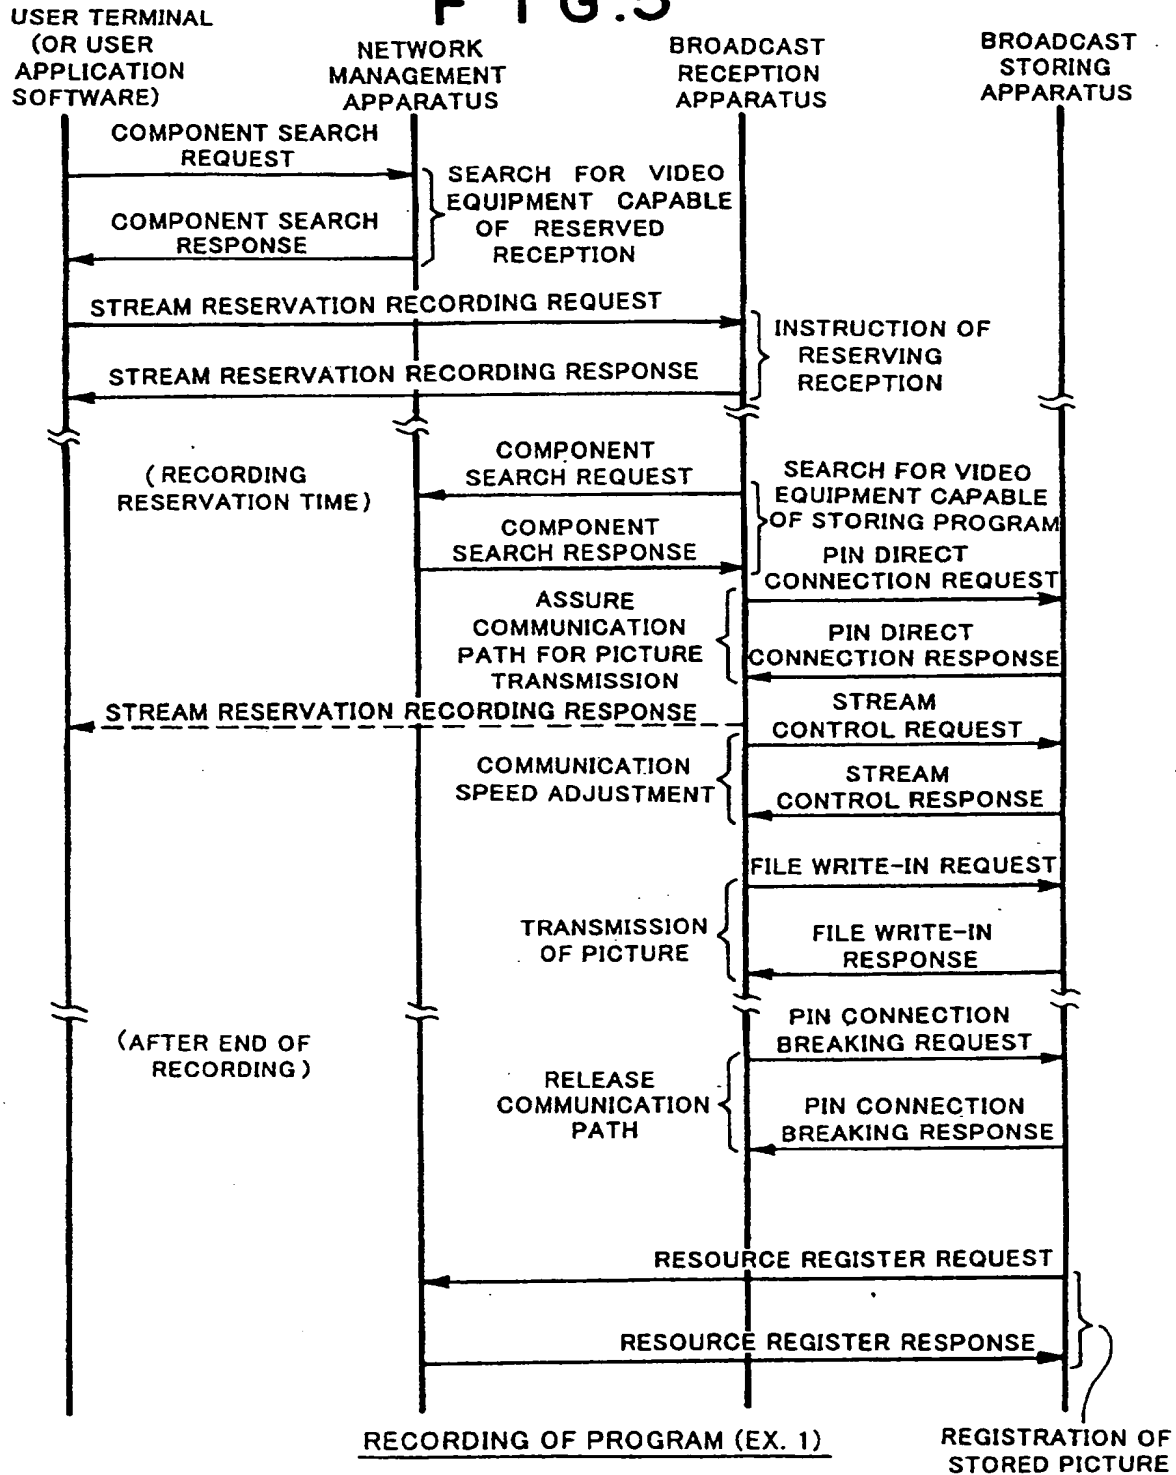 FIG.5
USER TERMINAL
(OR USER
APPLICATION
SOFTWARE)
NETWORK
MANAGEMENT
APPARATUS
BROADCAST
RECEPTION
APPARATUS
BROADCAST
STORING
APPARATUS
COMPONENT SEARCH
REQUEST
SEARCH FOR VIDEO
EQUIPMENT CAPABLE
OF RESERVED
RECEPTION
COMPONENT SEARCH
RESPONSE
STREAM RESERVATION RECORDING REQUEST
INSTRUCTION OF
RESERVING
RECEPTION
STREAM RESERVATION RECORDING RESPONSE
(RECORDING
RESERVATION TIME)
COMPONENT
SEARCH REQUEST
SEARCH FOR VIDEO
EQUIPMENT CAPABLE
OF STORING PROGRAM
COMPONENT
SEARCH RESPONSE
PIN DIRECT
CONNECTION REQUEST
ASSURE
COMMUNICATION
PATH FOR PICTURE
TRANSMISSION
PIN DIRECT
CONNECTION RESPONSE
STREAM RESERVATION RECORDING RESPONSE
STREAM
CONTROL REQUEST
COMMUNICATION
SPEED ADJUSTMENT
STREAM
CONTROL RESPONSE
FILE WRITE-IN REQUEST
TRANSMISSION
OF PICTURE
FILE WRITE-IN
RESPONSE
(AFTER END OF
RECORDING)
PIN CONNECTION
BREAKING REQUEST
RELEASE
COMMUNICATION
PATH
PIN CONNECTION
BREAKING RESPONSE
RESOURCE REGISTER REQUEST
RESOURCE REGISTER RESPONSE
RECORDING OF PROGRAM (EX. 1)
REGISTRATION OF
STORED PICTURE